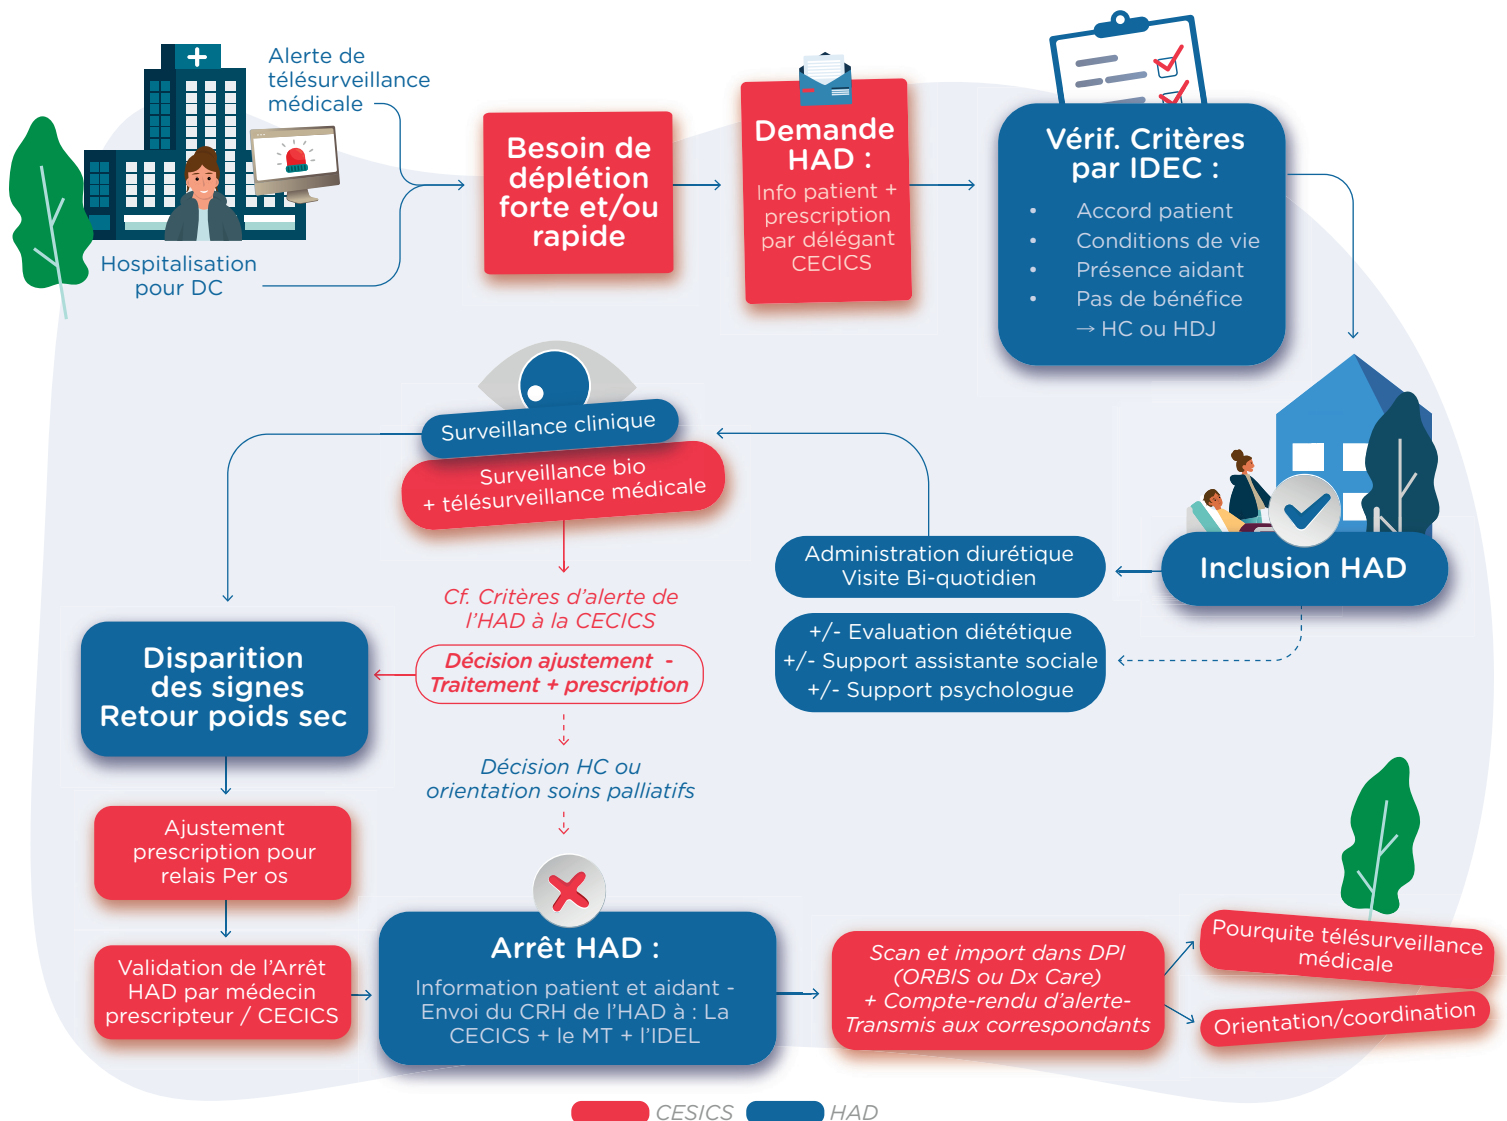 Alerte de
télésurveillance
médicale
Hospitalisation
pour DC
Besoin de
déplétion
forte et/ou
rapide
Demande
HAD :
Info patient +
prescription
par délégant
CECICS
Vérif. Critères
par IDEC :
• Accord patient
• Conditions de vie
• Présence aidant
• Pas de bénéfice
→ HC ou HDJ
Inclusion HAD
Administration diurétique
Visite Bi-quotidien
+/- Evaluation diététique
+/- Support assistante sociale
+/- Support psychologue
Surveillance clinique
Surveillance bio
+ télésurveillance médicale
Cf. Critères d’alerte de
l’HAD à la CECICS
Décision ajustement -
Traitement + prescription
Décision HC ou
orientation soins palliatifs
Disparition
des signes
Retour poids sec
Ajustement
prescription pour
relais Per os
Validation de l’Arrêt
HAD par médecin
prescripteur / CECICS
Arrêt HAD :
Information patient et aidant -
Envoi du CRH de l’HAD à : La
CECICS + le MT + l’IDEL
Scan et import dans DPI
(ORBIS ou Dx Care)
+ Compte-rendu d’alerte-
Transmis aux correspondants
Pourquite télésurveillance
médicale
Orientation/coordination
CESICS
HAD